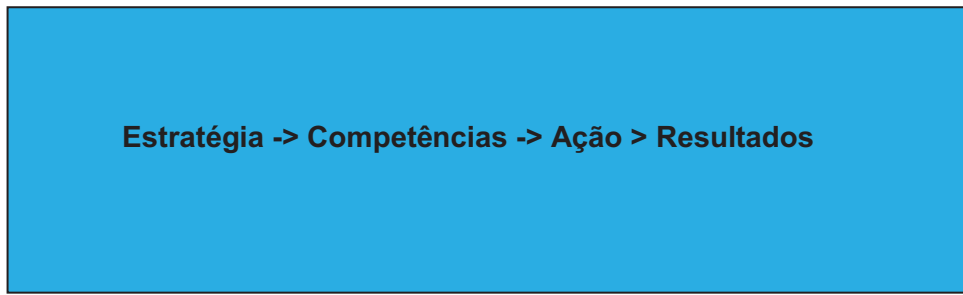 Estratégia -> Competências -> Ação > Resultados